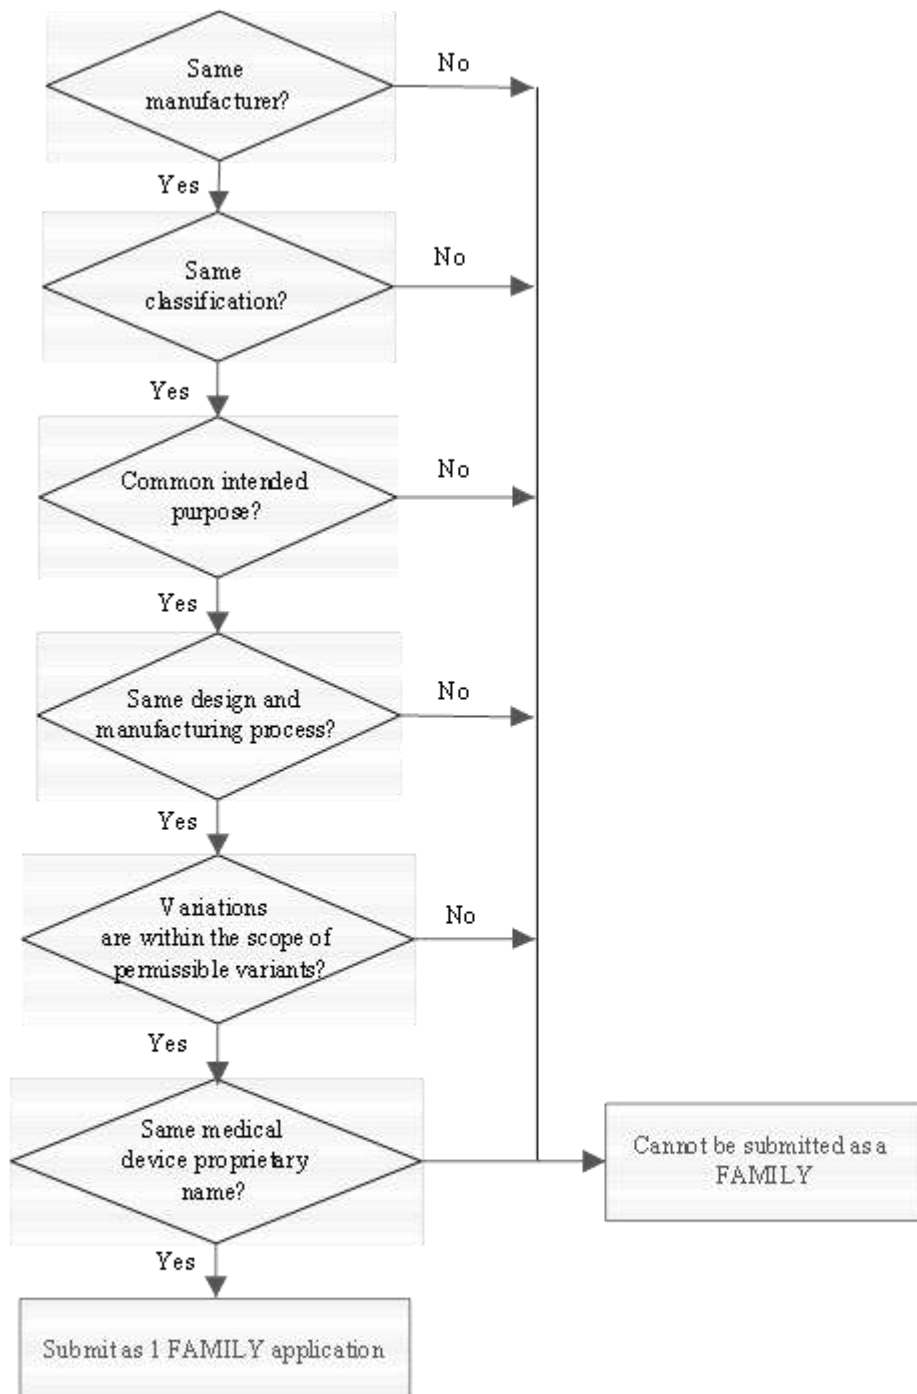 Same
manufacturer?
No
Yes
Same
classification?
No
Yes
Common intended
purpose?
No
Yes
Same design and
manufacturing process?
No
Yes
Variations
are within the scope of
permissible variants?
No
Yes
Same medical
device proprietary
name?
Cannot be submitted as a
FAMILY
Yes
Submit as 1 FAMILY application